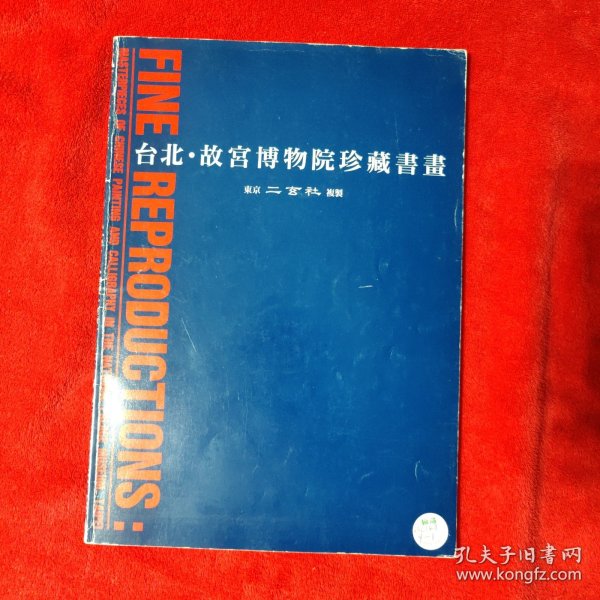 台北·故宮博物院珍藏書畫
東京 二玄社 複製
FINE REPRODUCTIONS:
MASTERPIECES OF CHINESE PAINTING AND CALLIGRAPHY IN THE
孔夫子旧书网
www.kongfz.com